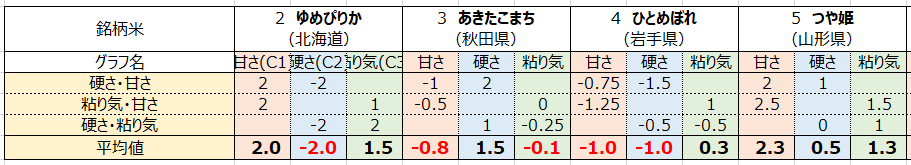 銘柄米 2 ゆめぴりか 3 あきたこまち 4 ひとめぼれ 5 つや姫
(北海道) (秋田県) (岩手県) (山形県)
グラフ名 甘さ(C1) 硬さ(C2) 粘り気(C3 甘さ 硬さ 粘り気 甘さ 硬さ 粘り気 甘さ 硬さ 粘り気
硬さ・甘さ 2 -2 -1 2 -0.75 -1.5 2 1
粘り気・甘さ 2 1 -0.5 0 -1.25 1 2.5 1.5
硬さ・粘り気 -2 2 1 -0.25 -0.5 -0.5 0 1
平均値 2.0 -2.0 1.5 -0.8 1.5 -0.1 -1.0 -1.0 0.3 2.3 0.5 1.3